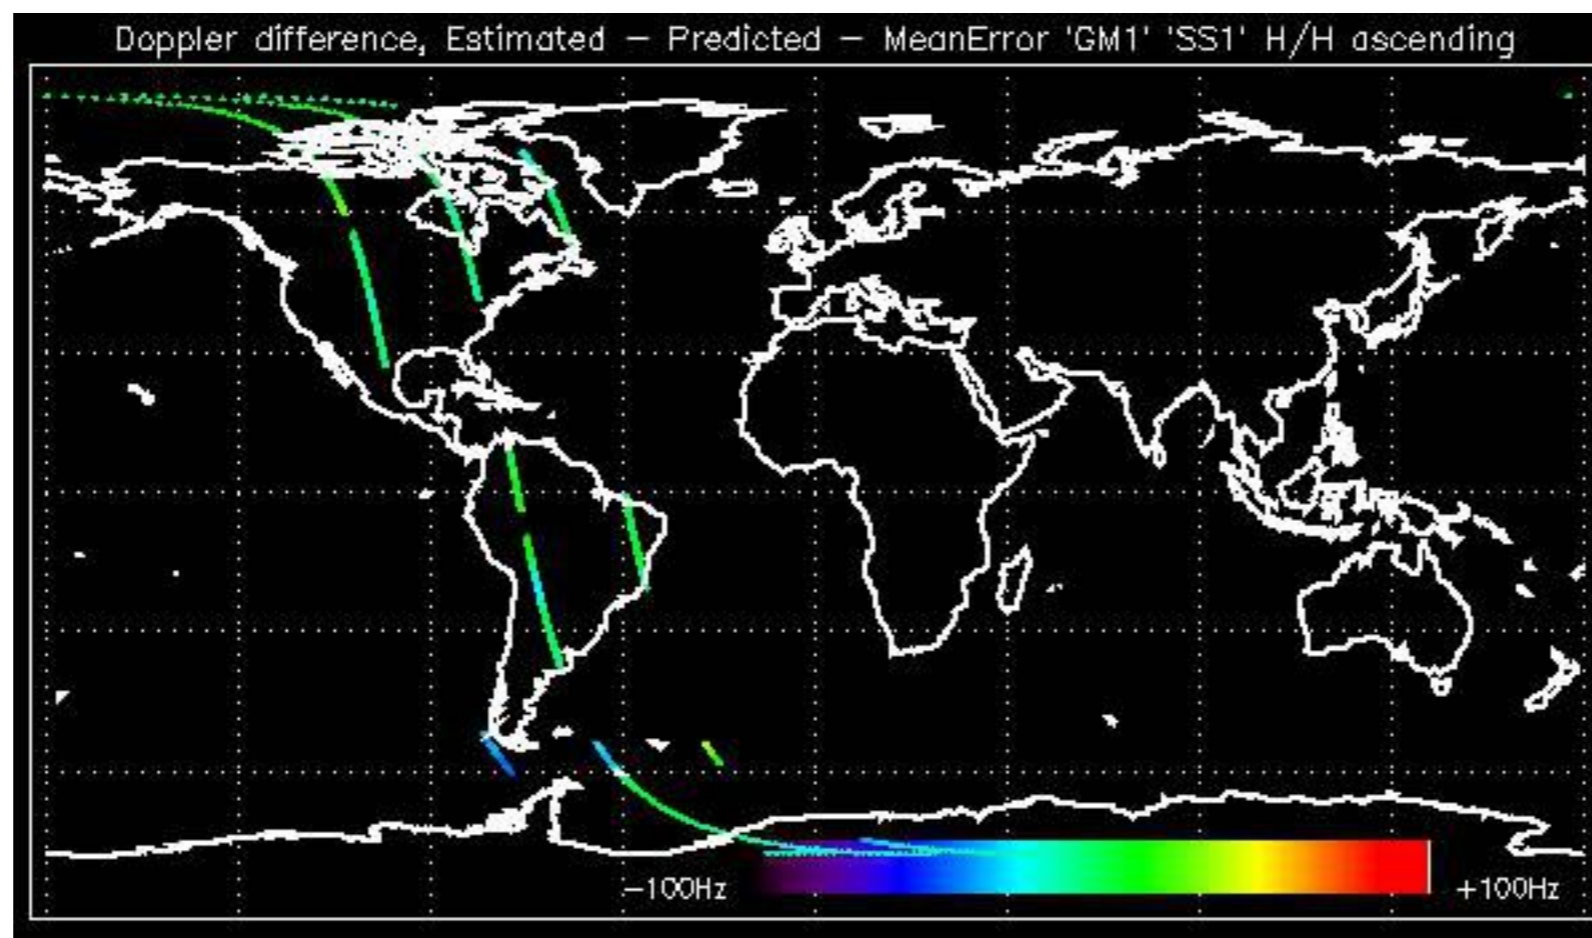 Doppler difference, Estimated — Predicted — MeanError 'GM1' 'SS1' H/H ascending
−100Hz
+100Hz